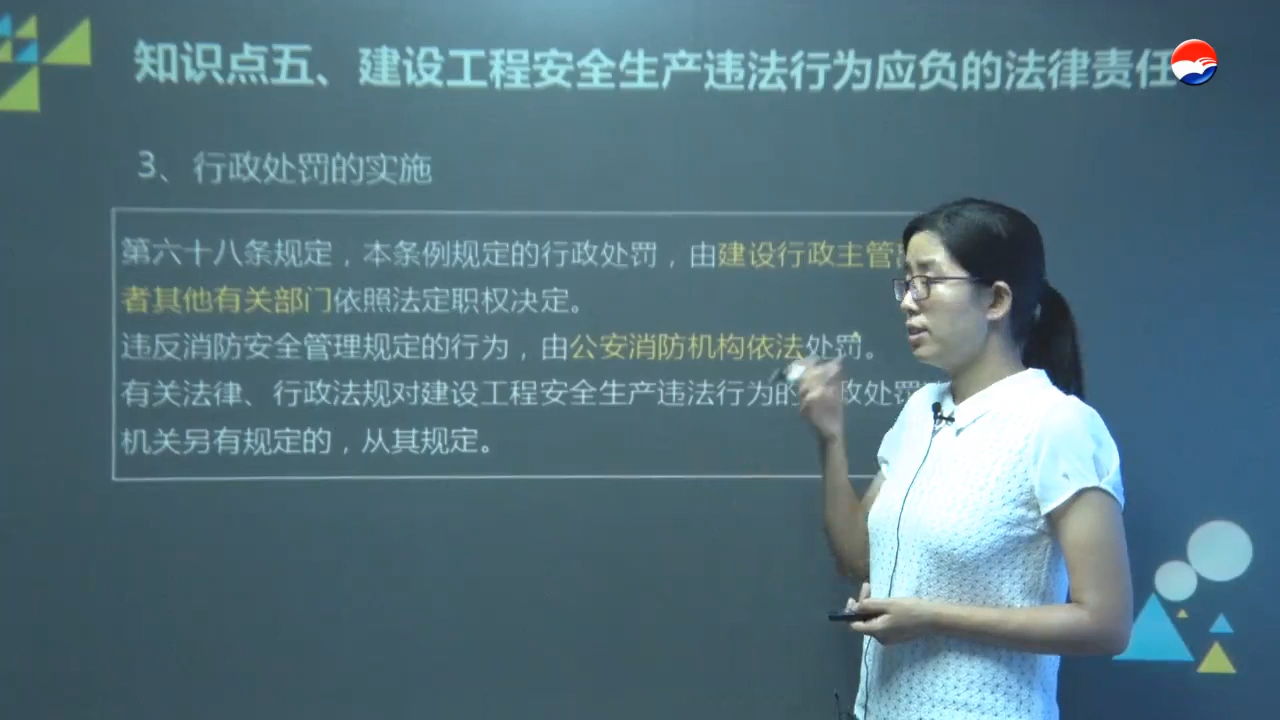 知识点五、建设工程安全生产违法行为应负的法律责任
3、行政处罚的实施
第六十八条规定，本条例规定的行政处罚，由建设行政主管
者其他有关部门依照法定职权决定。
违反消防安全管理规定的行为，由公安消防机构依法处罚。
有关法律、行政法规对建设工程安全生产违法行为的 政处罚
机关另有规定的，从其规定。